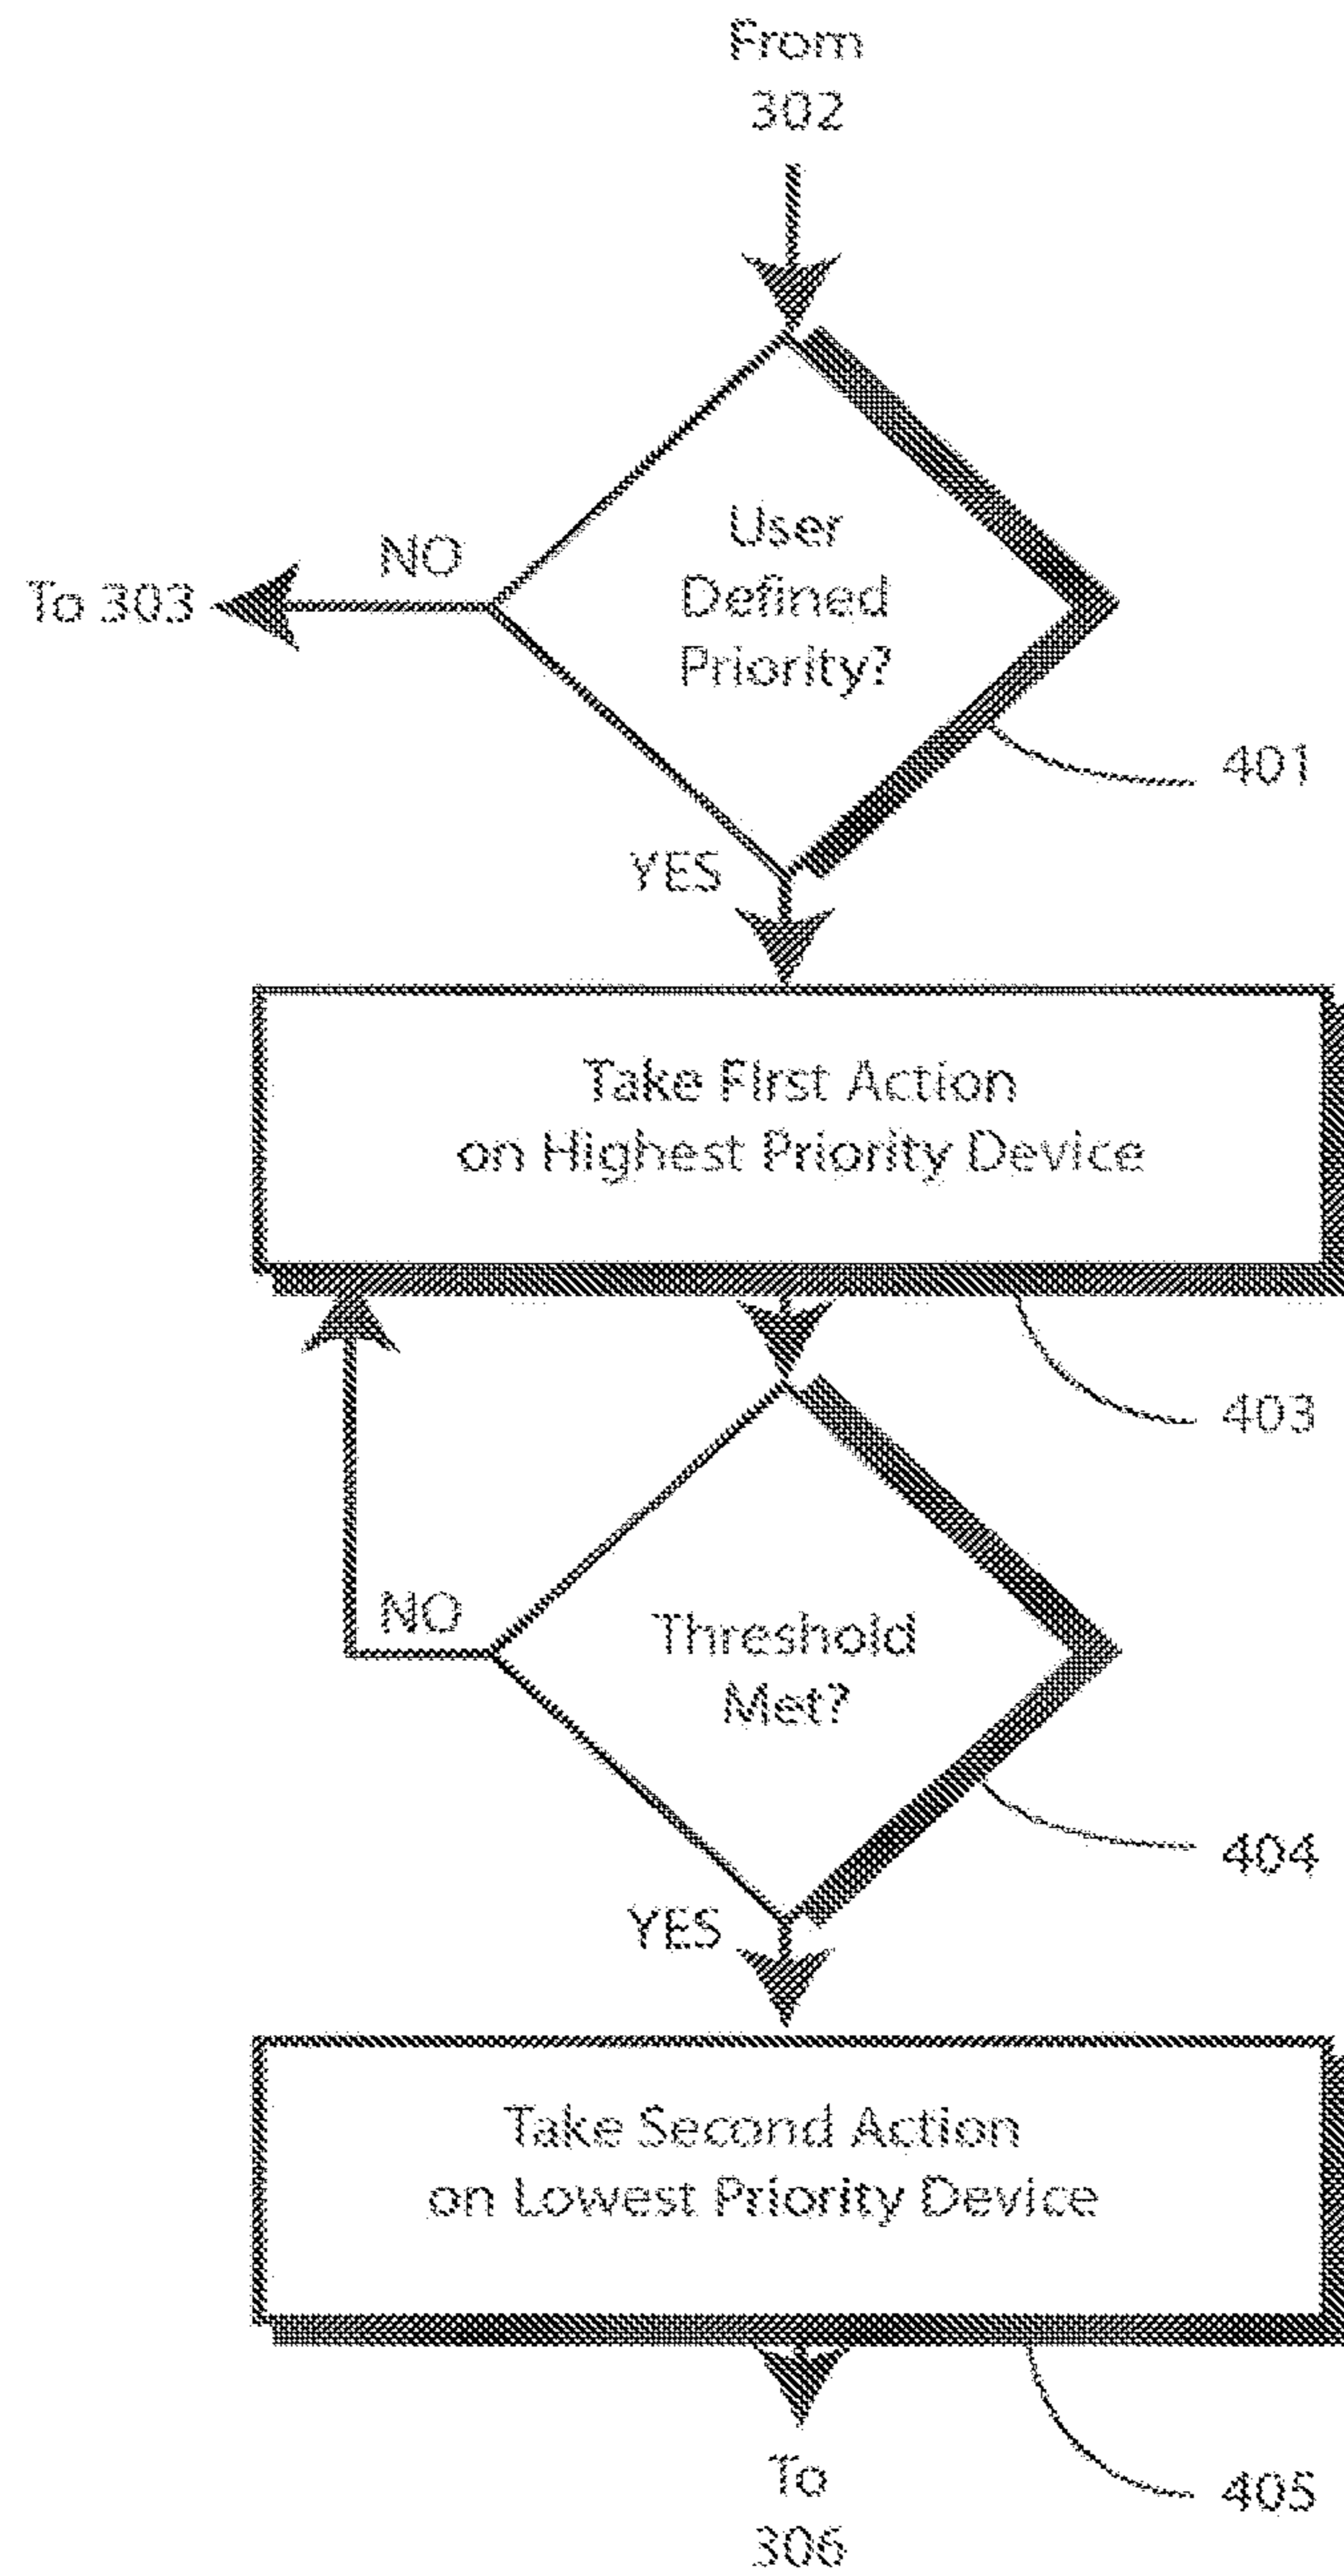 From
302
User
Defined
Priority?
NO
To 303
401
YES
Take First Action
on Highest Priority Device
403
NO
Threshold
Met?
404
YES
Take Second Action
on Lowest Priority Device
405
To
306